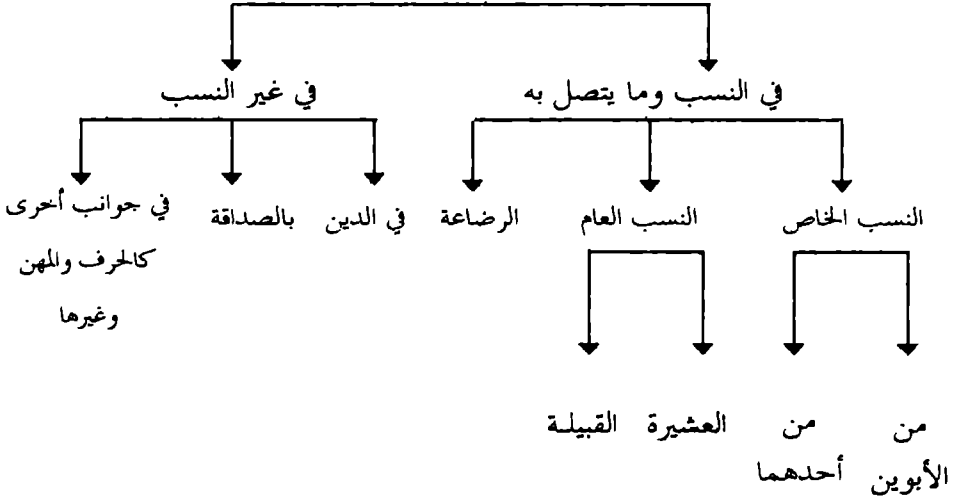 في النسب وما يتصل به
في غير النسب
النسب الخاص
النسب العام
الرضاعة
في الدين
بالصداقة
في جوانب أخرى
كالحرف والمهن
وغيرها
من
الأبوين
من
أحدهما
العشيرة
القبيلة